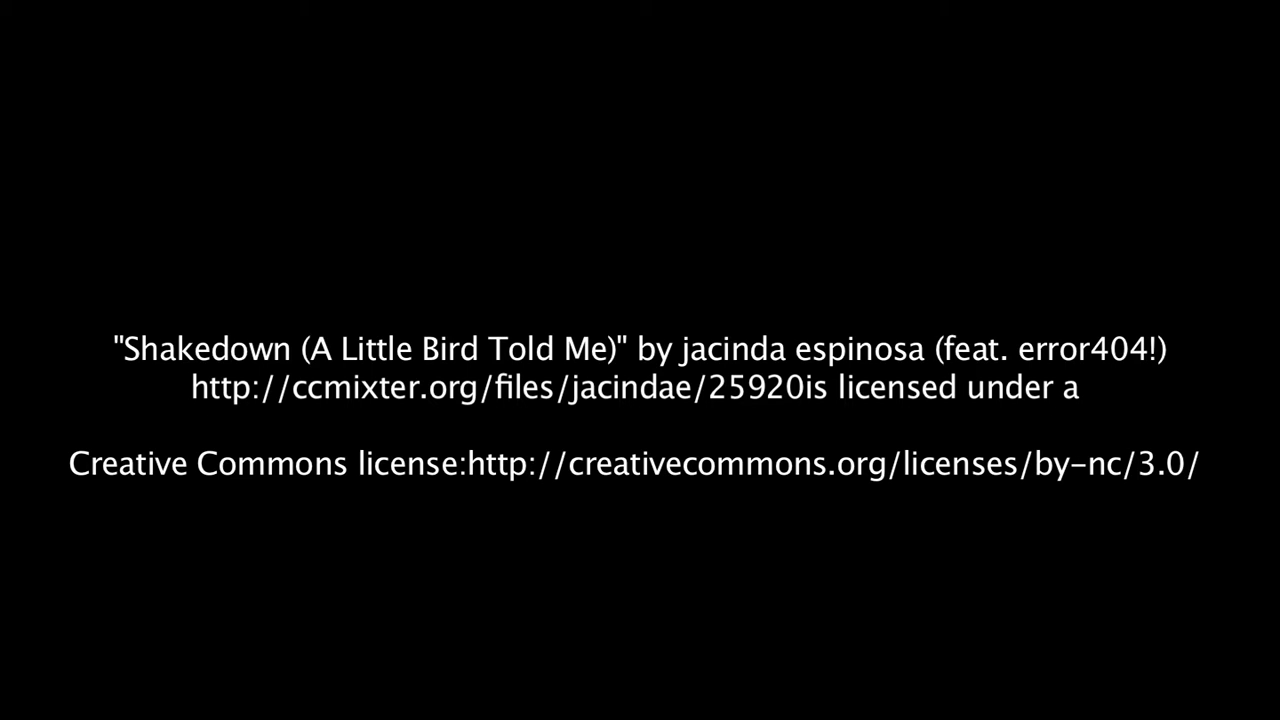 "Shakedown (A Little Bird Told Me)" by jacinda espinosa (feat. error404!)
http://ccmixter.org/files/jacindae/25920is licensed under a
Creative Commons license:http://creativecommons.org/licenses/by-nc/3.0/